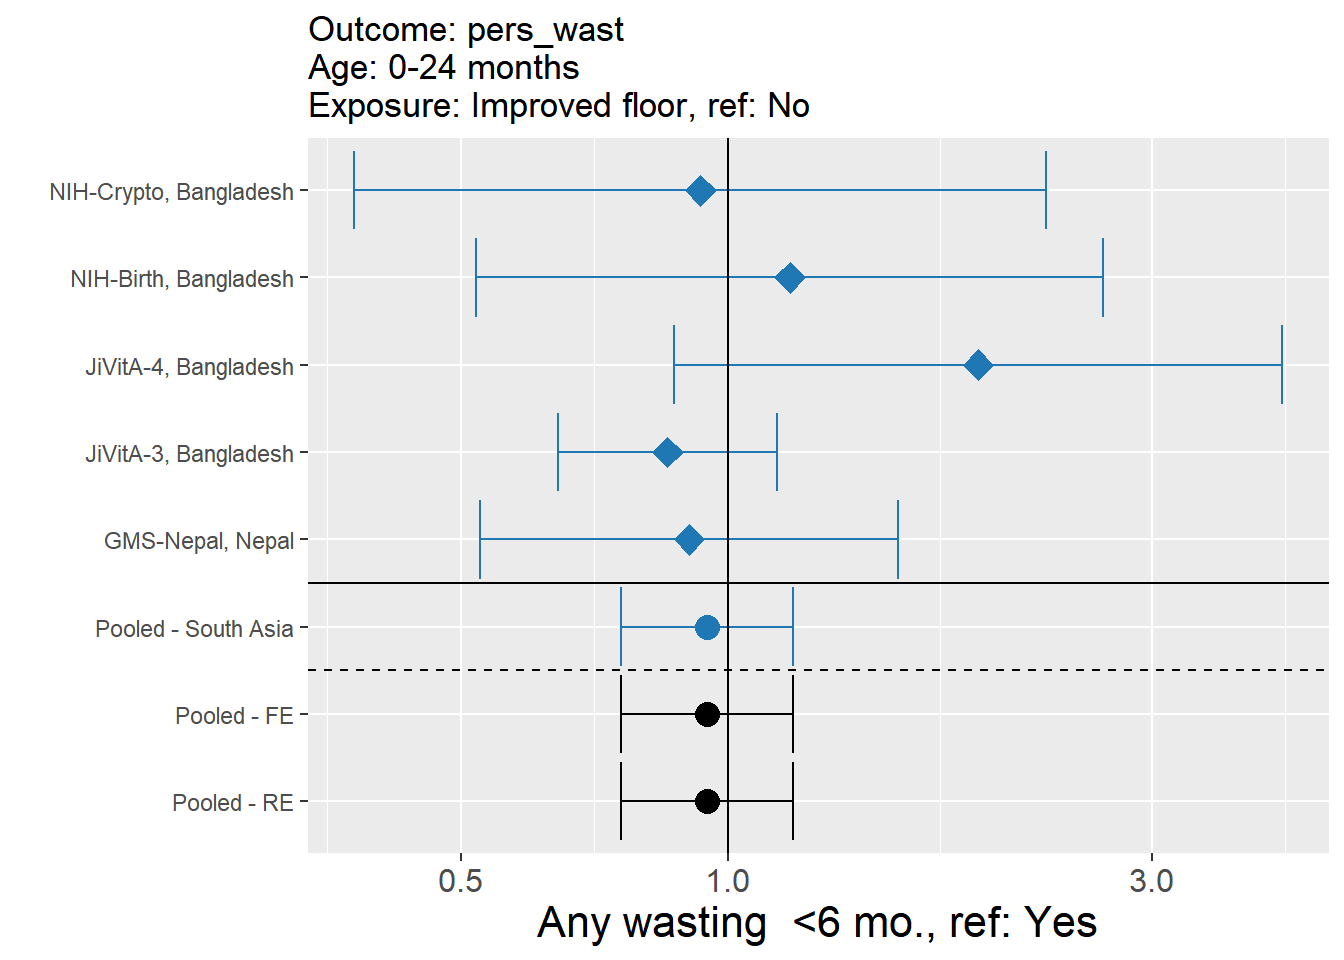 Outcome: pers_wast
Age: 0-24 months
Exposure: Improved floor, ref: No
NIH-Crypto, Bangladesh
NIH-Birth, Bangladesh
JiVitA-4, Bangladesh
JiVitA-3, Bangladesh
GMS-Nepal, Nepal
Pooled - South Asia
Pooled - FE
Pooled - RE
0.5 1.0 3.0
Any wasting  <6 mo., ref: Yes